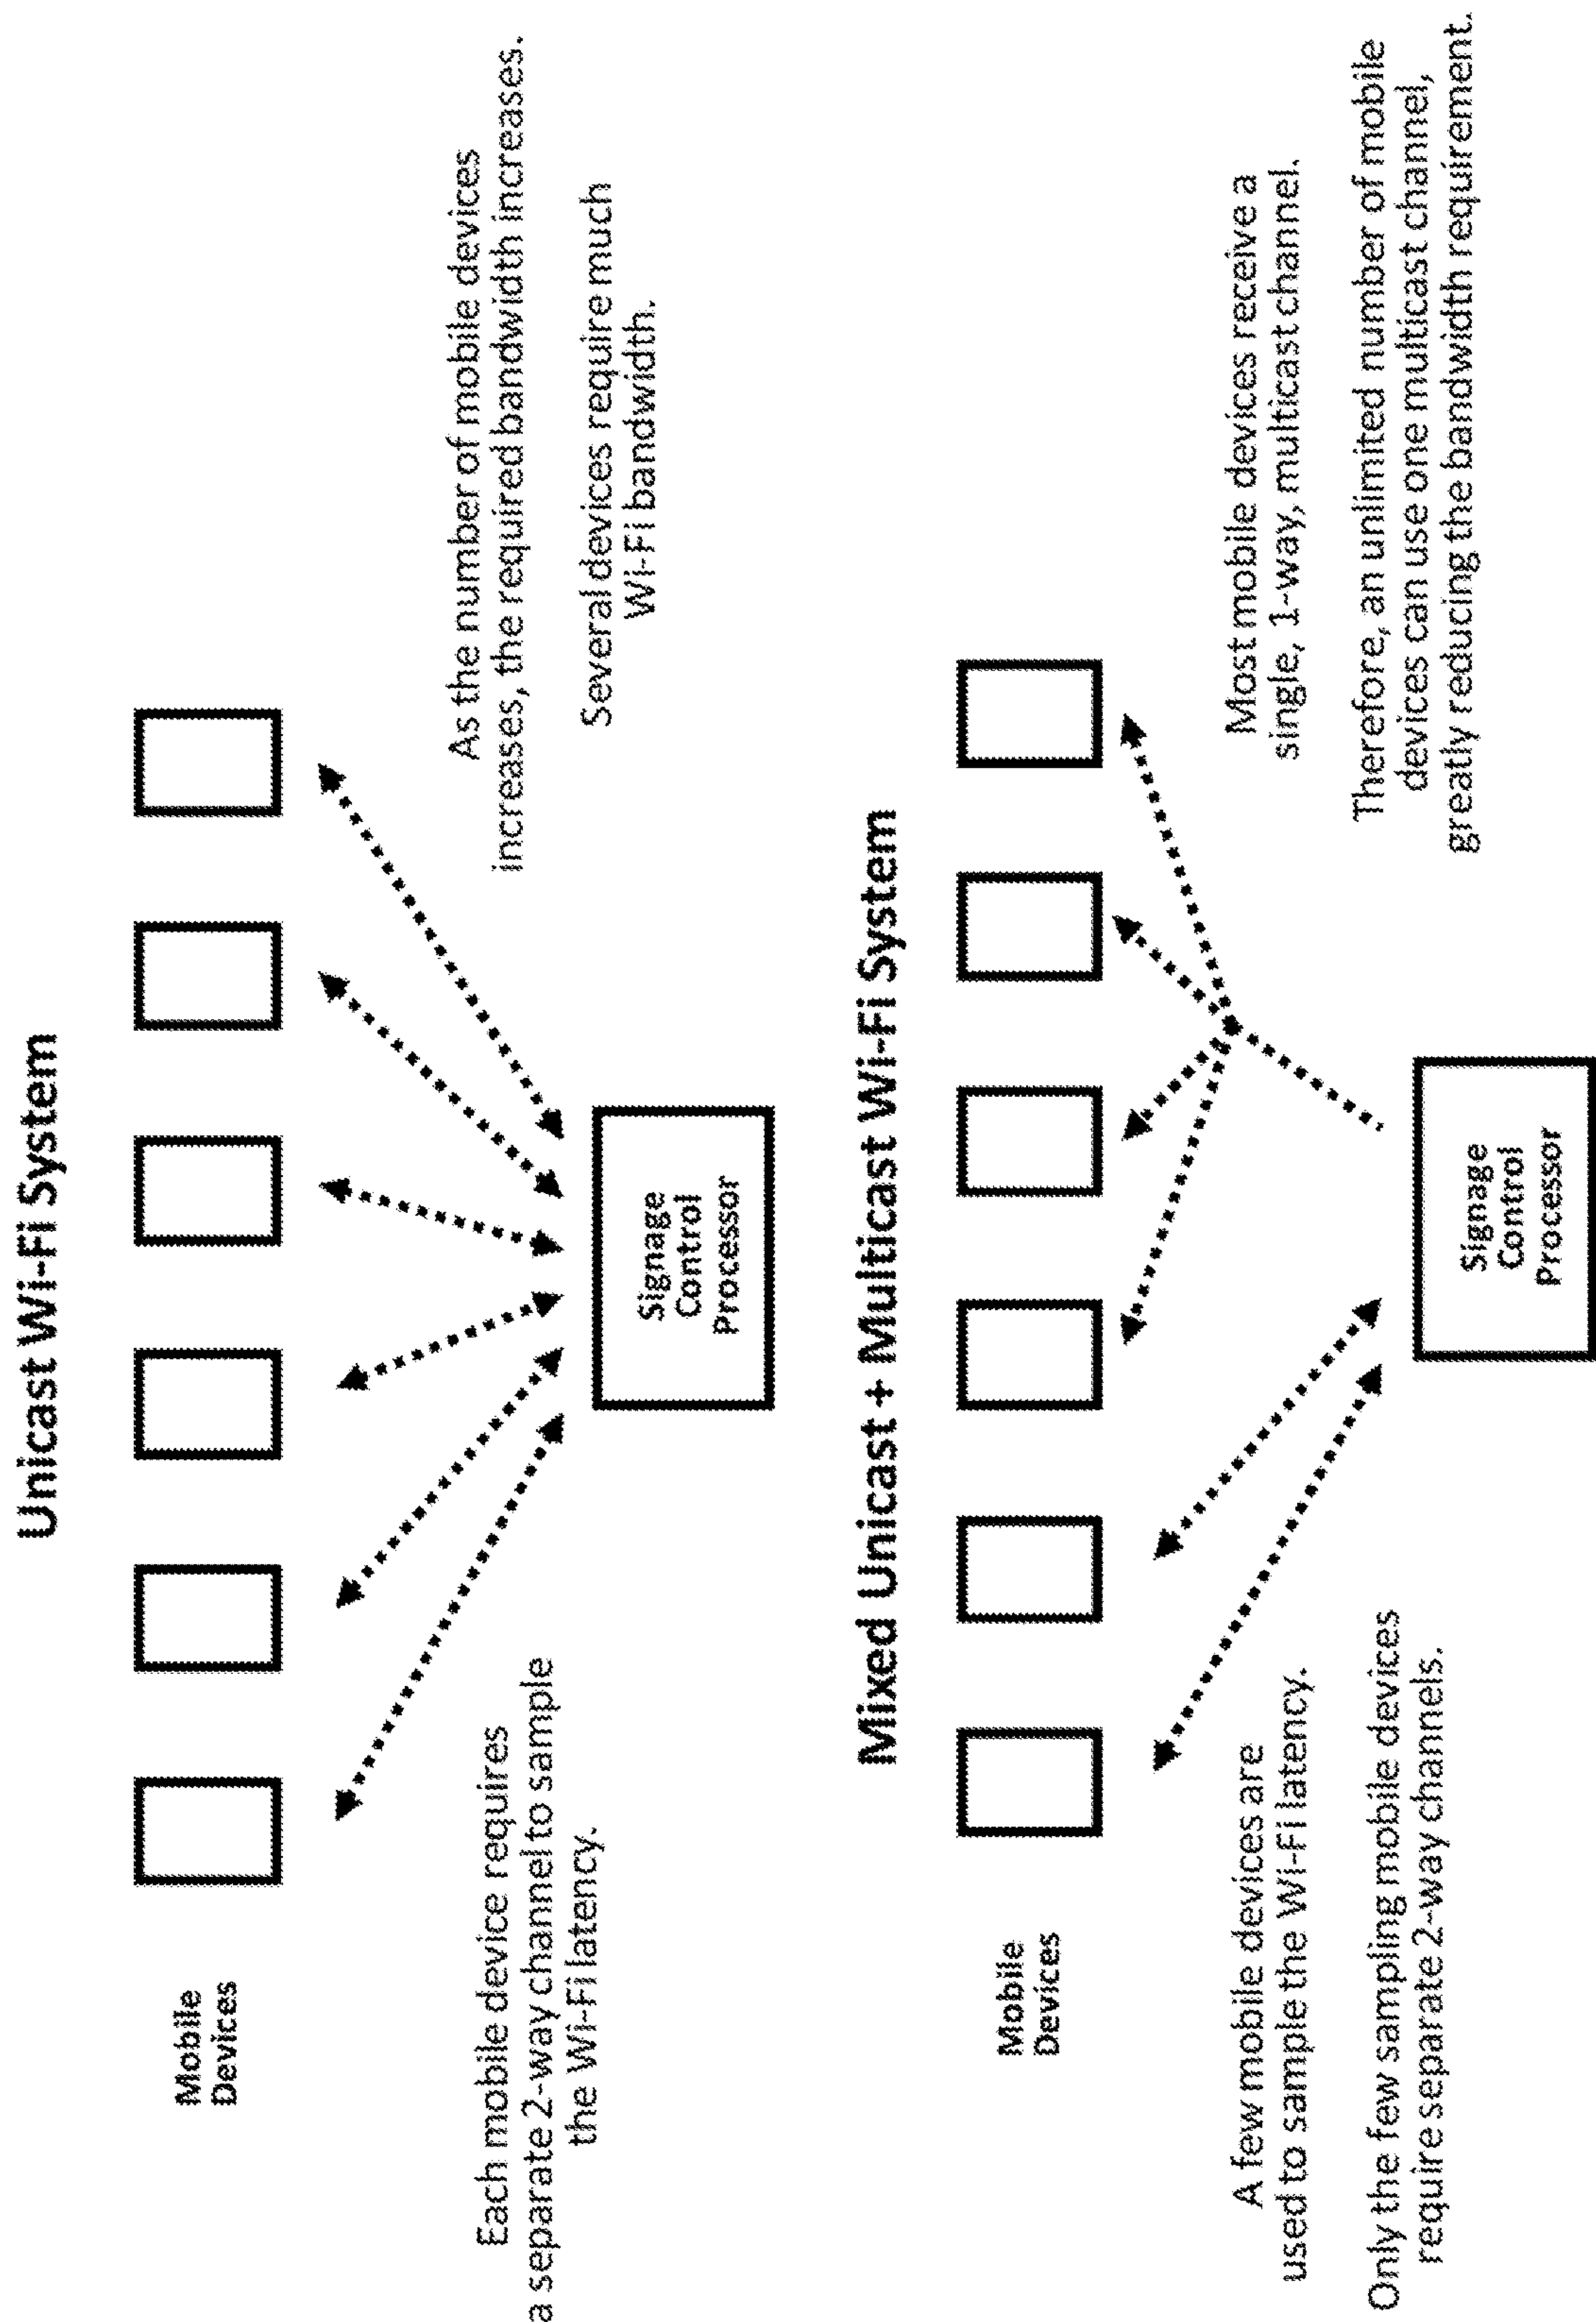 Unicast Wi-Fi System
Mobile
Devices
Each mobile device requires
a separate 2-way channel to sample
the Wi-Fi latency.
Signage
Control
Processor
As the number of mobile devices
increases, the required bandwidth increases.
Several devices require much
Wi-Fi bandwidth.
Mixed Unicast + Multicast Wi-Fi System
Mobile
Devices
A few mobile devices are
used to sample the Wi-Fi latency.
Only the few sampling mobile devices
require separate 2-way channels.
Signage
Control
Processor
Most mobile devices receive a
single, 1-way, multicast channel.
Therefore, an unlimited number of mobile
devices can use one multicast channel,
greatly reducing the bandwidth requirement.